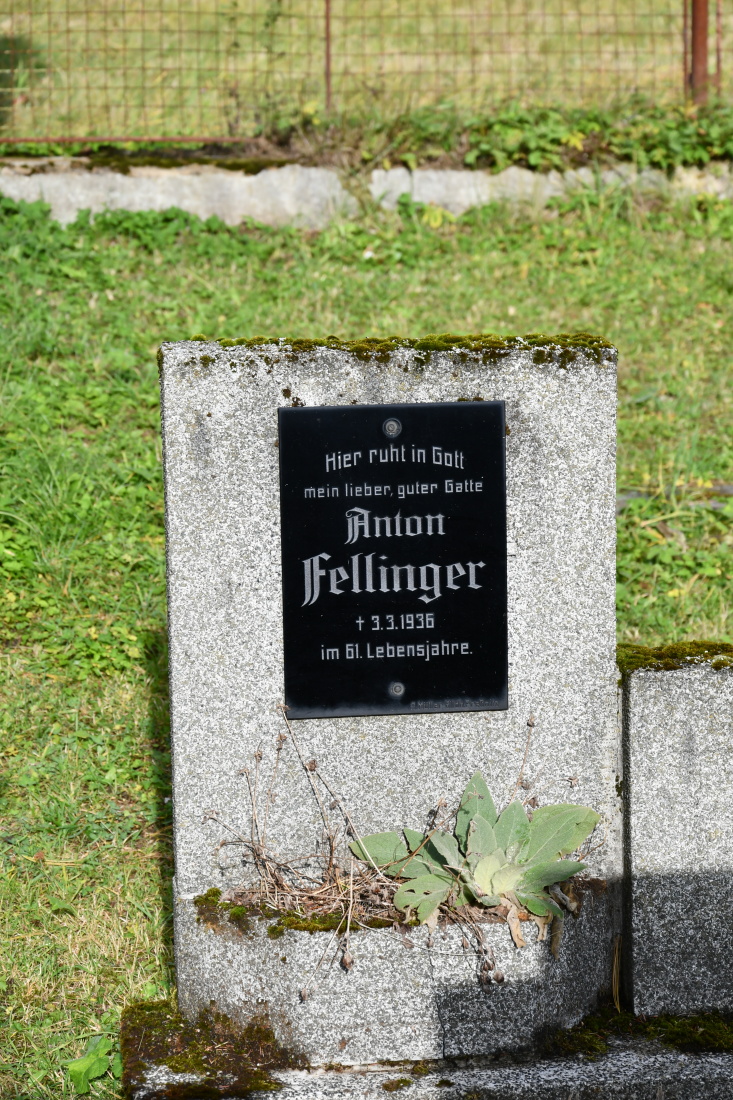 Hier ruht in Gott
mein lieber, guter Gatte
Anton
Fellinger
† 3.3.1936
im 61. Lebensjahre.